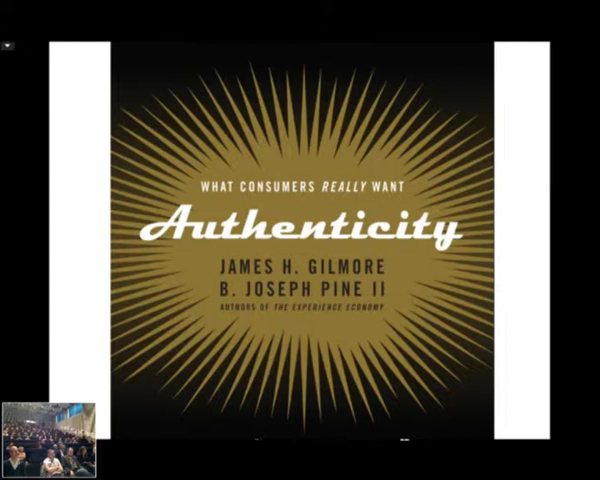 WHAT CONSUMERS REALLY WANT
Authenticity
JAMES H. GILMORE
B. JOSEPH PINE II
AUTHORS OF THE EXPERIENCE ECONOMY